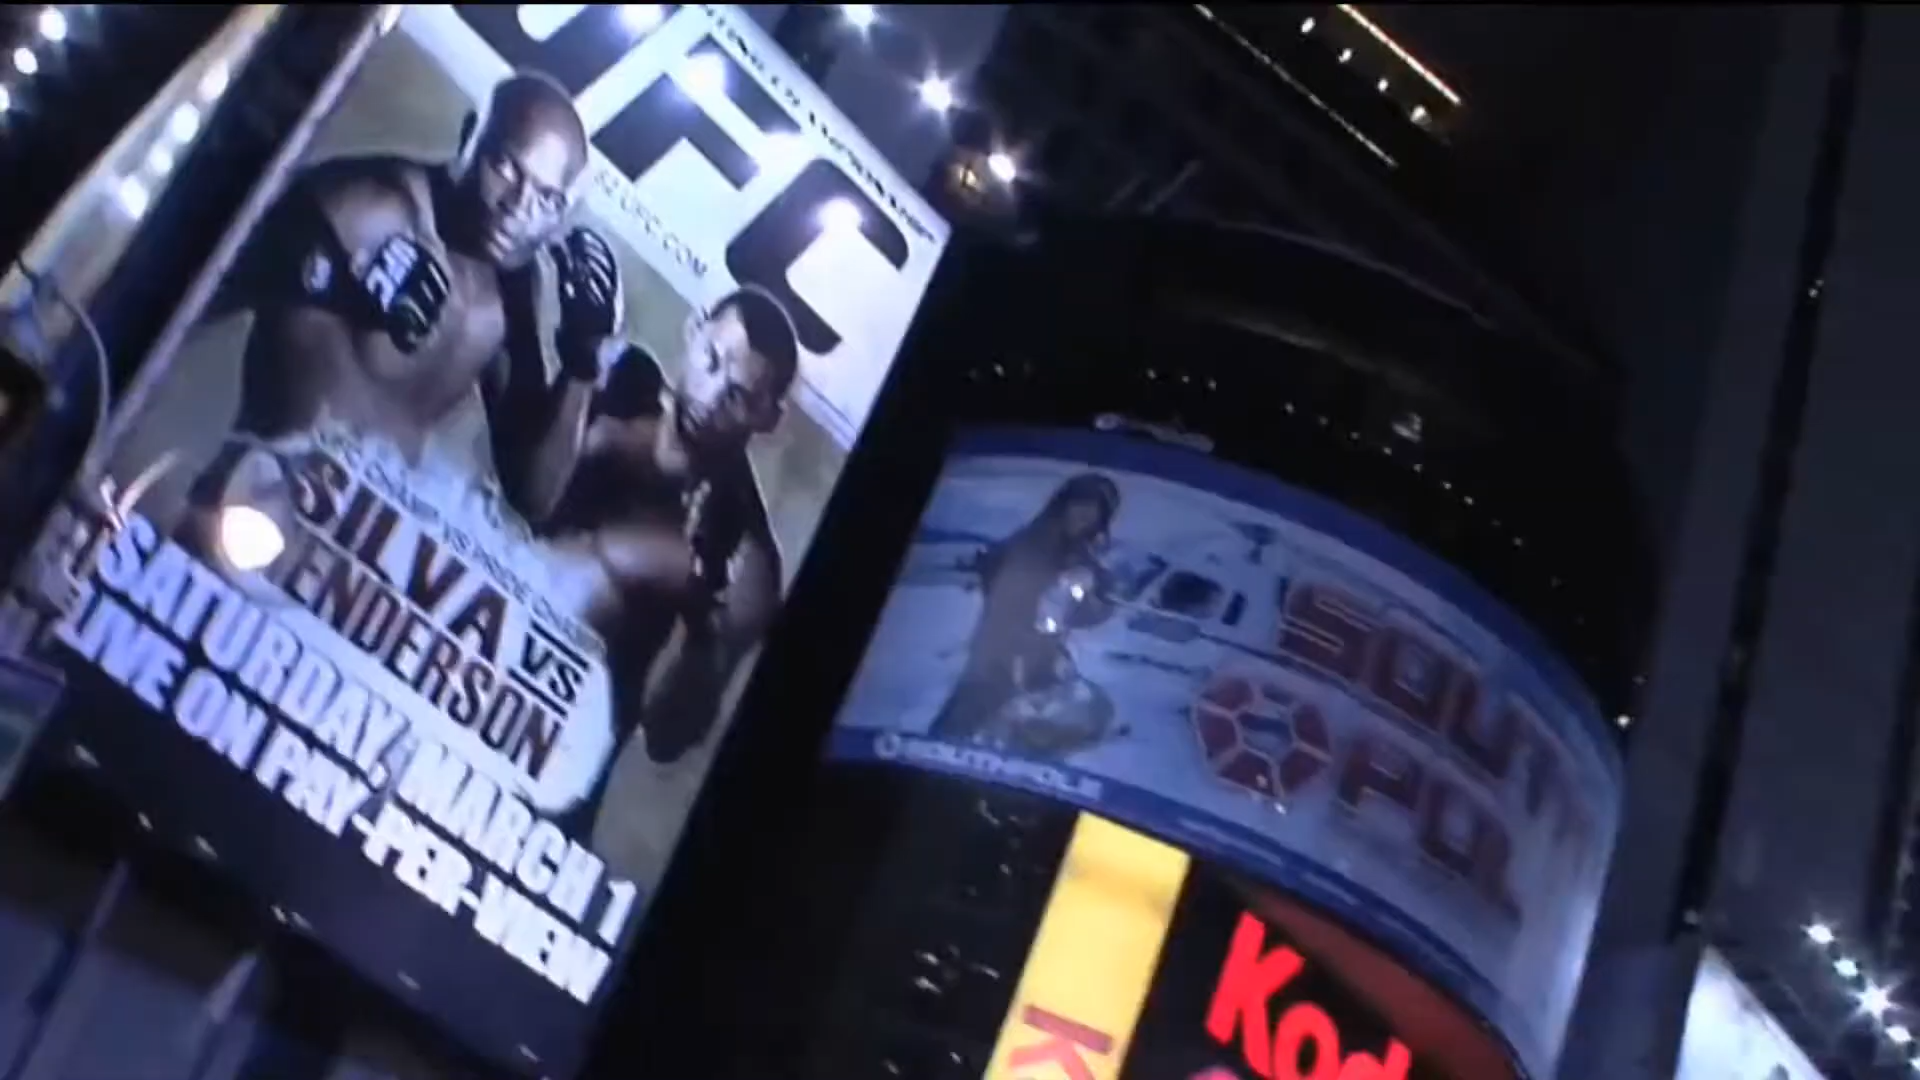 UFC
SILVA
VS
HENDERSON
SATURDAY, MARCH 1
LIVE ON PAY-PER-VIEW
SOUTH
POL
SOUTHPOLE
K
Kod